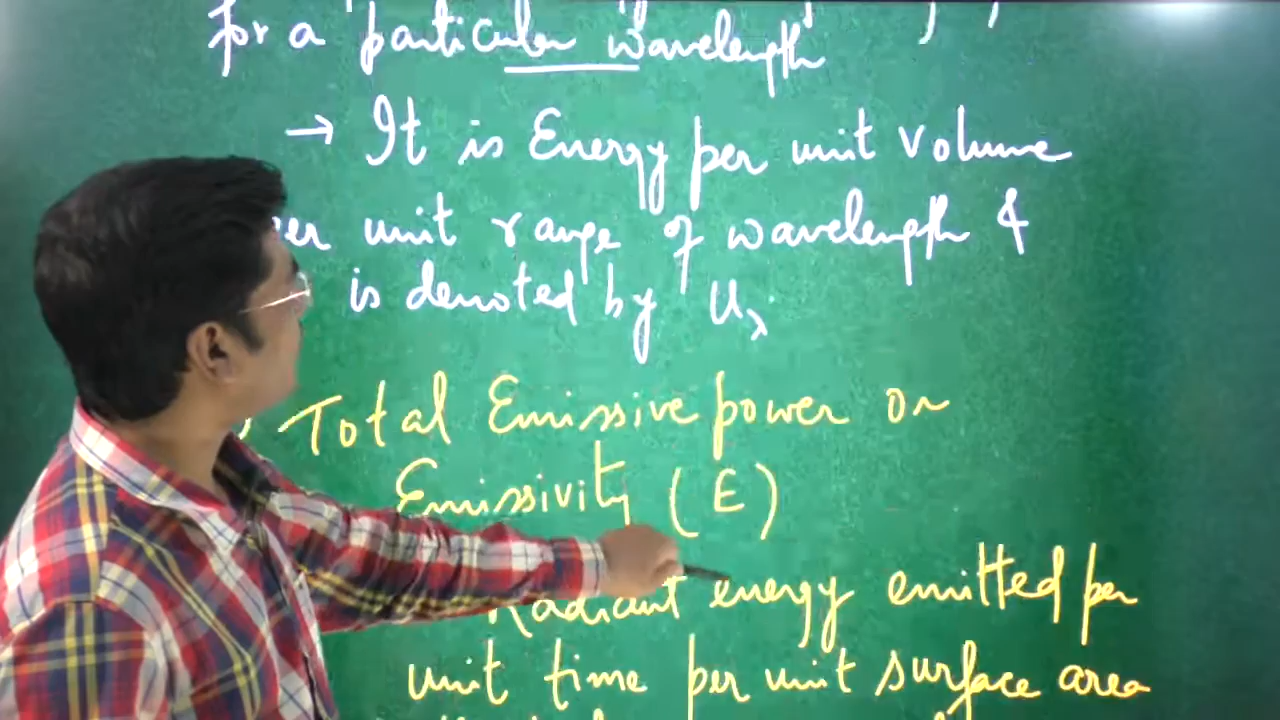 for a particular wavelength
→ It is Energy per unit volume
unit range of wavelength &
is denoted by Uλ
Total Emissive power or
Emissivity (E)
Radiant energy emitted per
unit time per unit surface area